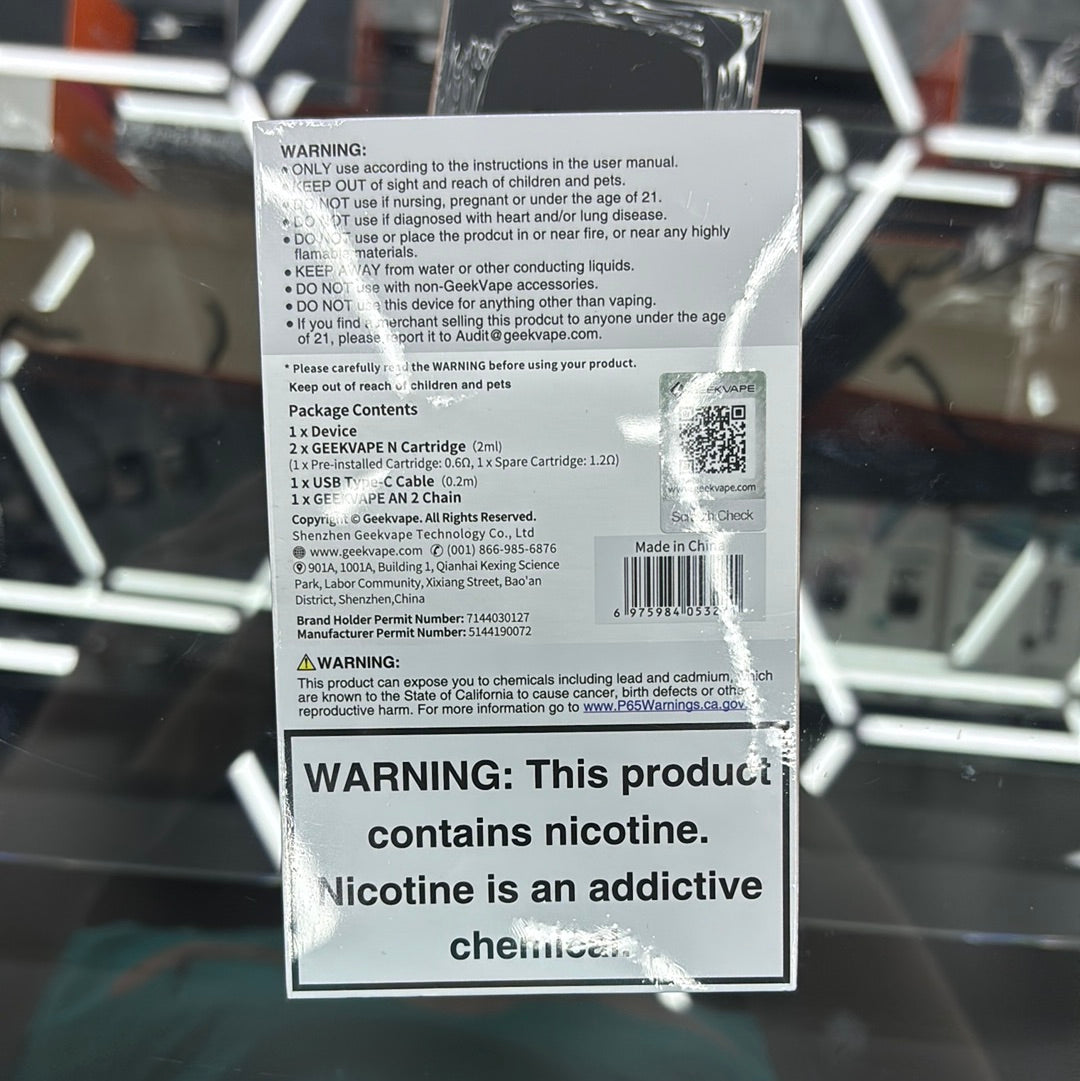 WARNING:
ONLY use according to the instructions in the user manual.
KEEP OUT of sight and reach of children and pets.
DO NOT use if nursing, pregnant or under the age of 21.
DO NOT use if diagnosed with heart and/or lung disease.
• DO NOT use or place the prodcut in or near fire, or near any highly
flamable materials.
• KEEP AWAY from water or other conducting liquids.
• DO NOT use with non-GeekVape accessories.
• DO NOT use this device for anything other than vaping.
• If you find a merchant selling this prodcut to anyone under the age
of 21, please report it to Audit@geekvape.com.
* Please carefully read the WARNING before using your product.
Keep out of reach of children and pets
Package Contents
1 x Device
2 x GEEKVAPE N Cartridge (2ml)
(1 x Pre-installed Cartridge: 0.6Ω, 1 x Spare Cartridge: 1.2Ω)
1 x USB Type-C Cable (0.2m)
1 x GEEKVAPE AN 2 Chain
GEEKVAPE
www.geekvape.com
Scratch Check
Copyright © Geekvape. All Rights Reserved.
Shenzhen Geekvape Technology Co., Ltd
www.geekvape.com (001) 866-985-6876
901A, 1001A, Building 1, Qianhai Kexing Science
Park, Labor Community, Xixiang Street, Bao'an
District, Shenzhen,China
Made in China
6 975984 0532
Brand Holder Permit Number: 7144030127
Manufacturer Permit Number: 5144190072
WARNING:
This product can expose you to chemicals including lead and cadmium, which
are known to the State of California to cause cancer, birth defects or other
reproductive harm. For more information go to www.P65Warnings.ca.gov.
WARNING: This product
contains nicotine.
Nicotine is an addictive
chemical.